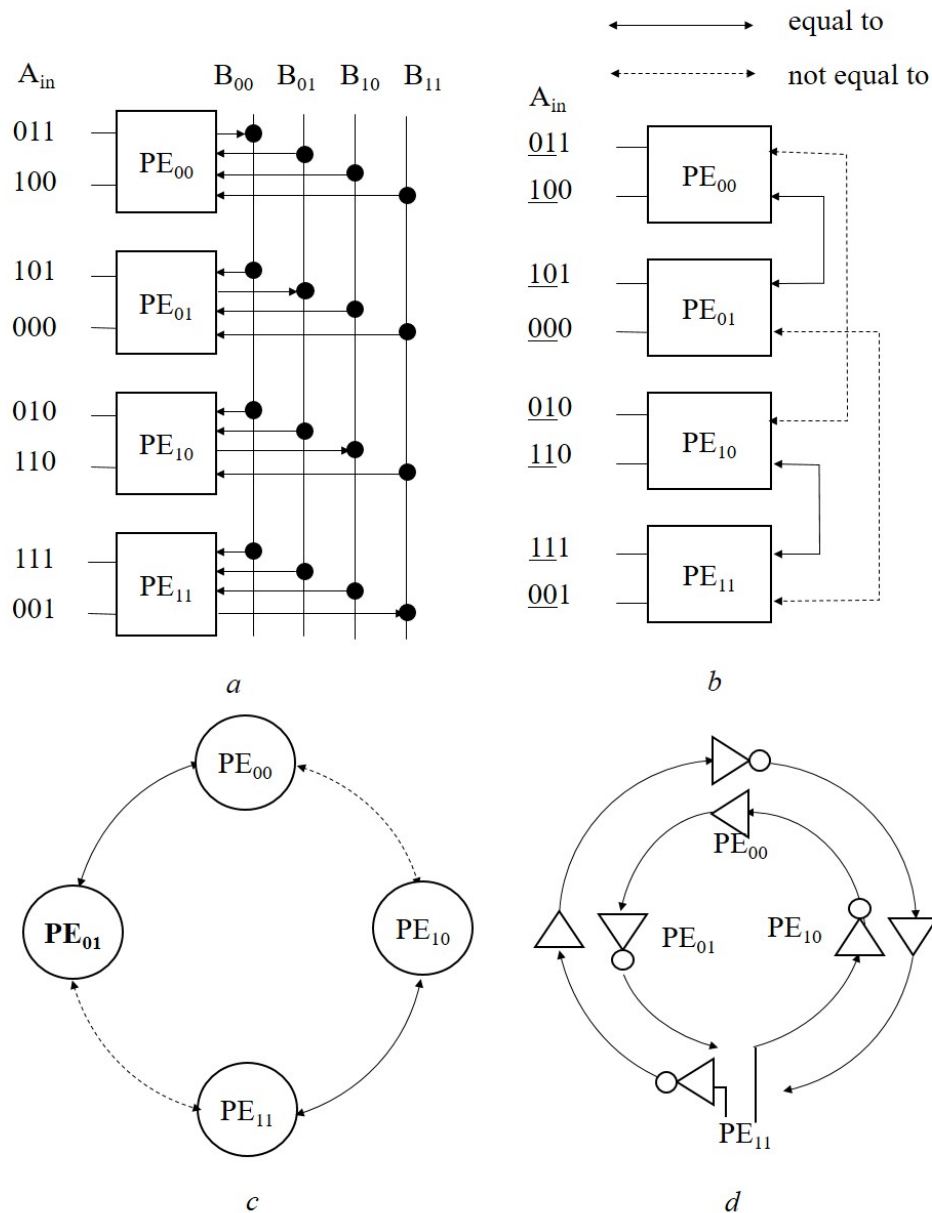 equal to
not equal to
A_in B_00 B_01 B_10 B_11
011
PE_00
100
101
PE_01
000
010
PE_10
110
111
PE_11
001
a
A_in
011
PE_00
100
101
PE_01
000
010
PE_10
110
111
PE_11
001
b
PE_00
PE_01
PE_10
PE_11
c
PE_00
PE_01
PE_10
PE_11
d